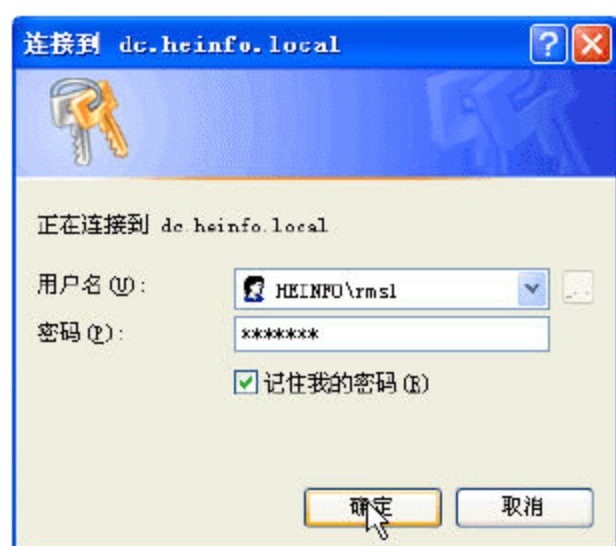 连接到 dc.heinfo.local
正在连接到 dc.heinfo.local
用户名(U):
HEINFO\rms1
密码(P):
*******
记住我的密码(R)
确定
取消